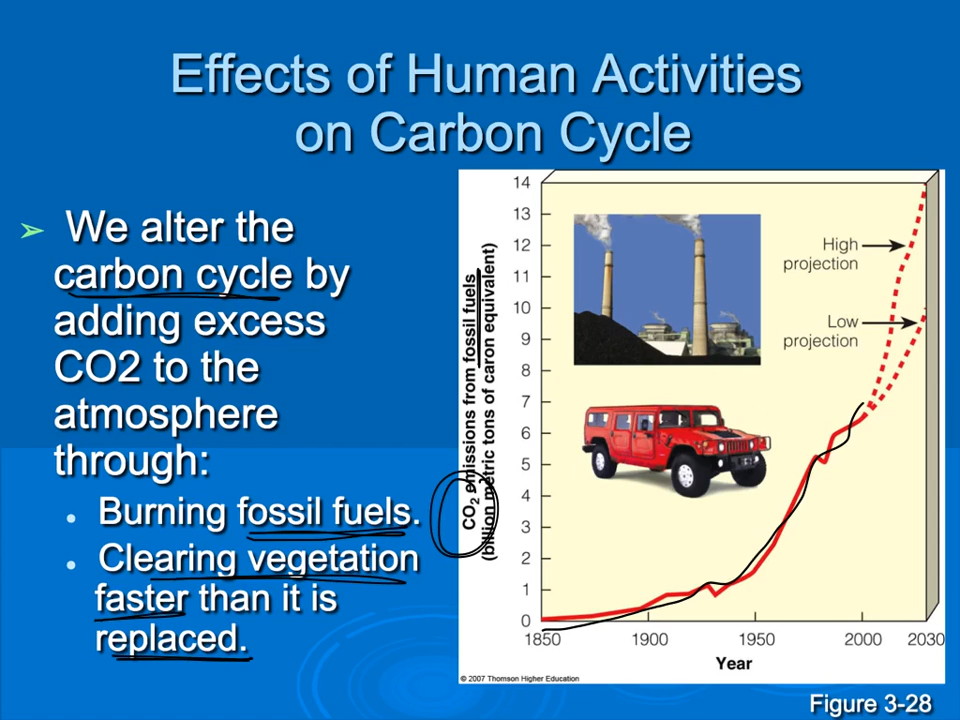 Effects of Human Activities
on Carbon Cycle
➢ We alter the
carbon cycle by
adding excess
CO2 to the
atmosphere
through:
• Burning fossil fuels.
• Clearing vegetation
faster than it is
replaced.
CO₂ emissions from fossil fuels
(billion metric tons of caron equivalent)
14
13
12
11
10
9
8
7
6
5
4
3
2
1
0
High
projection
Low
projection
1850 1900 1950 2000 2030
Year
© 2007 Thomson Higher Education
Figure 3-28